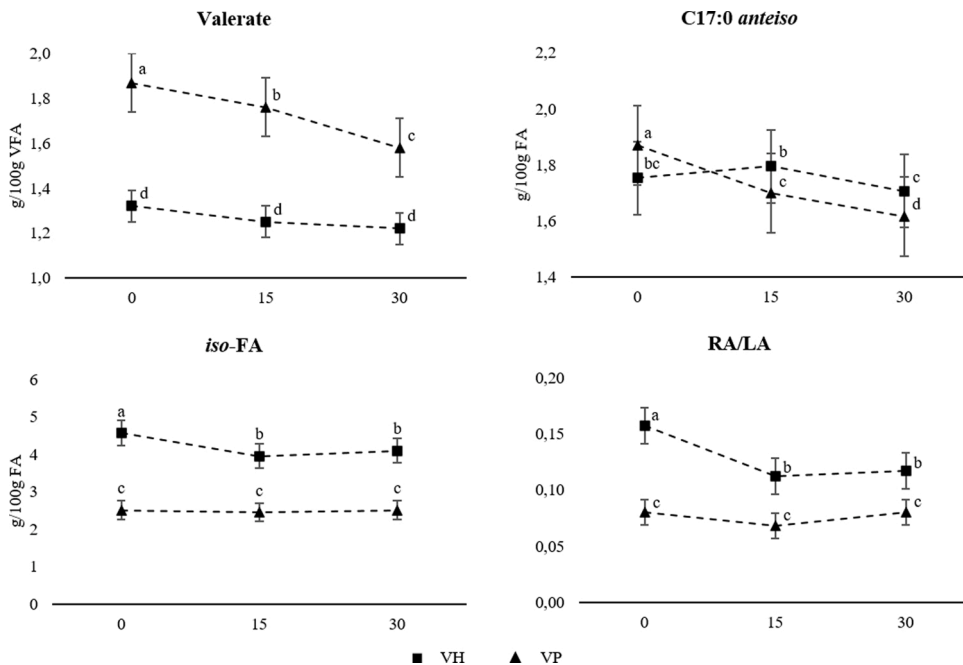 Valerate
2,0
1,8
1,6
1,4
1,2
1,0
g/100g VFA
a
b
c
d
d
d
0
15
30
C17:0 anteiso
2,2
2,0
1,8
1,6
1,4
g/100g FA
a
bc
b
c
c
d
0
15
30
iso-FA
6
5
4
3
2
1
0
g/100g FA
a
b
b
c
c
c
0
15
30
RA/LA
0,20
0,15
0,10
0,05
0,00
a
b
b
c
c
c
0
15
30
VH VP